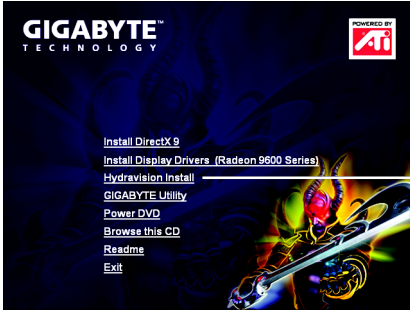 GIGABYTE™
TECHNOLOGY
POWERED BY
ATi
Install DirectX 9
Install Display Drivers (Radeon 9600 Series)
Hydravision Install
GIGABYTE Utility
Power DVD
Browse this CD
Readme
Exit